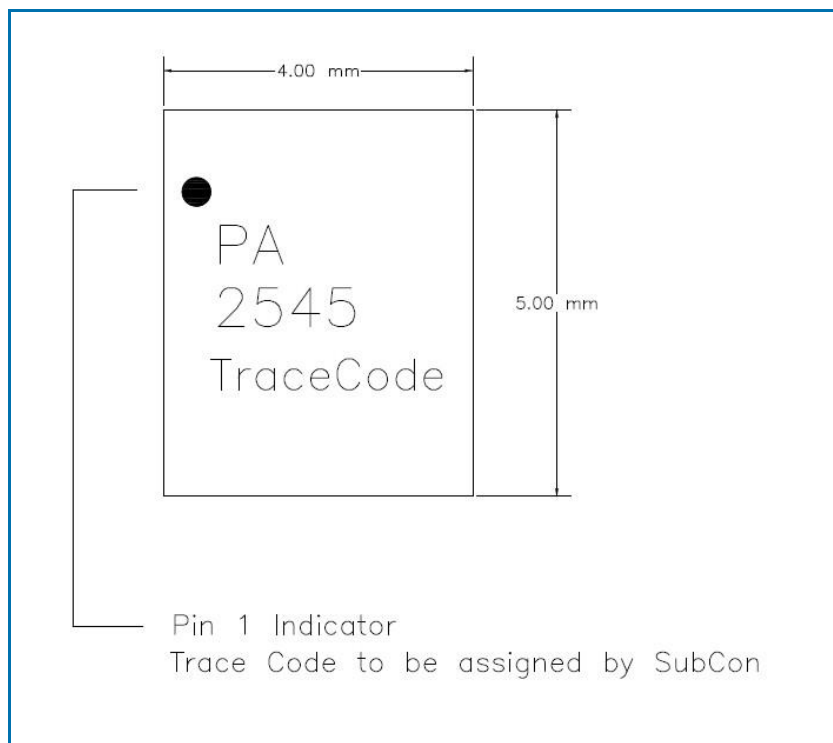 4.00 mm
PA
2545
5.00 mm
TraceCode
Pin 1 Indicator
Trace Code to be assigned by SubCon